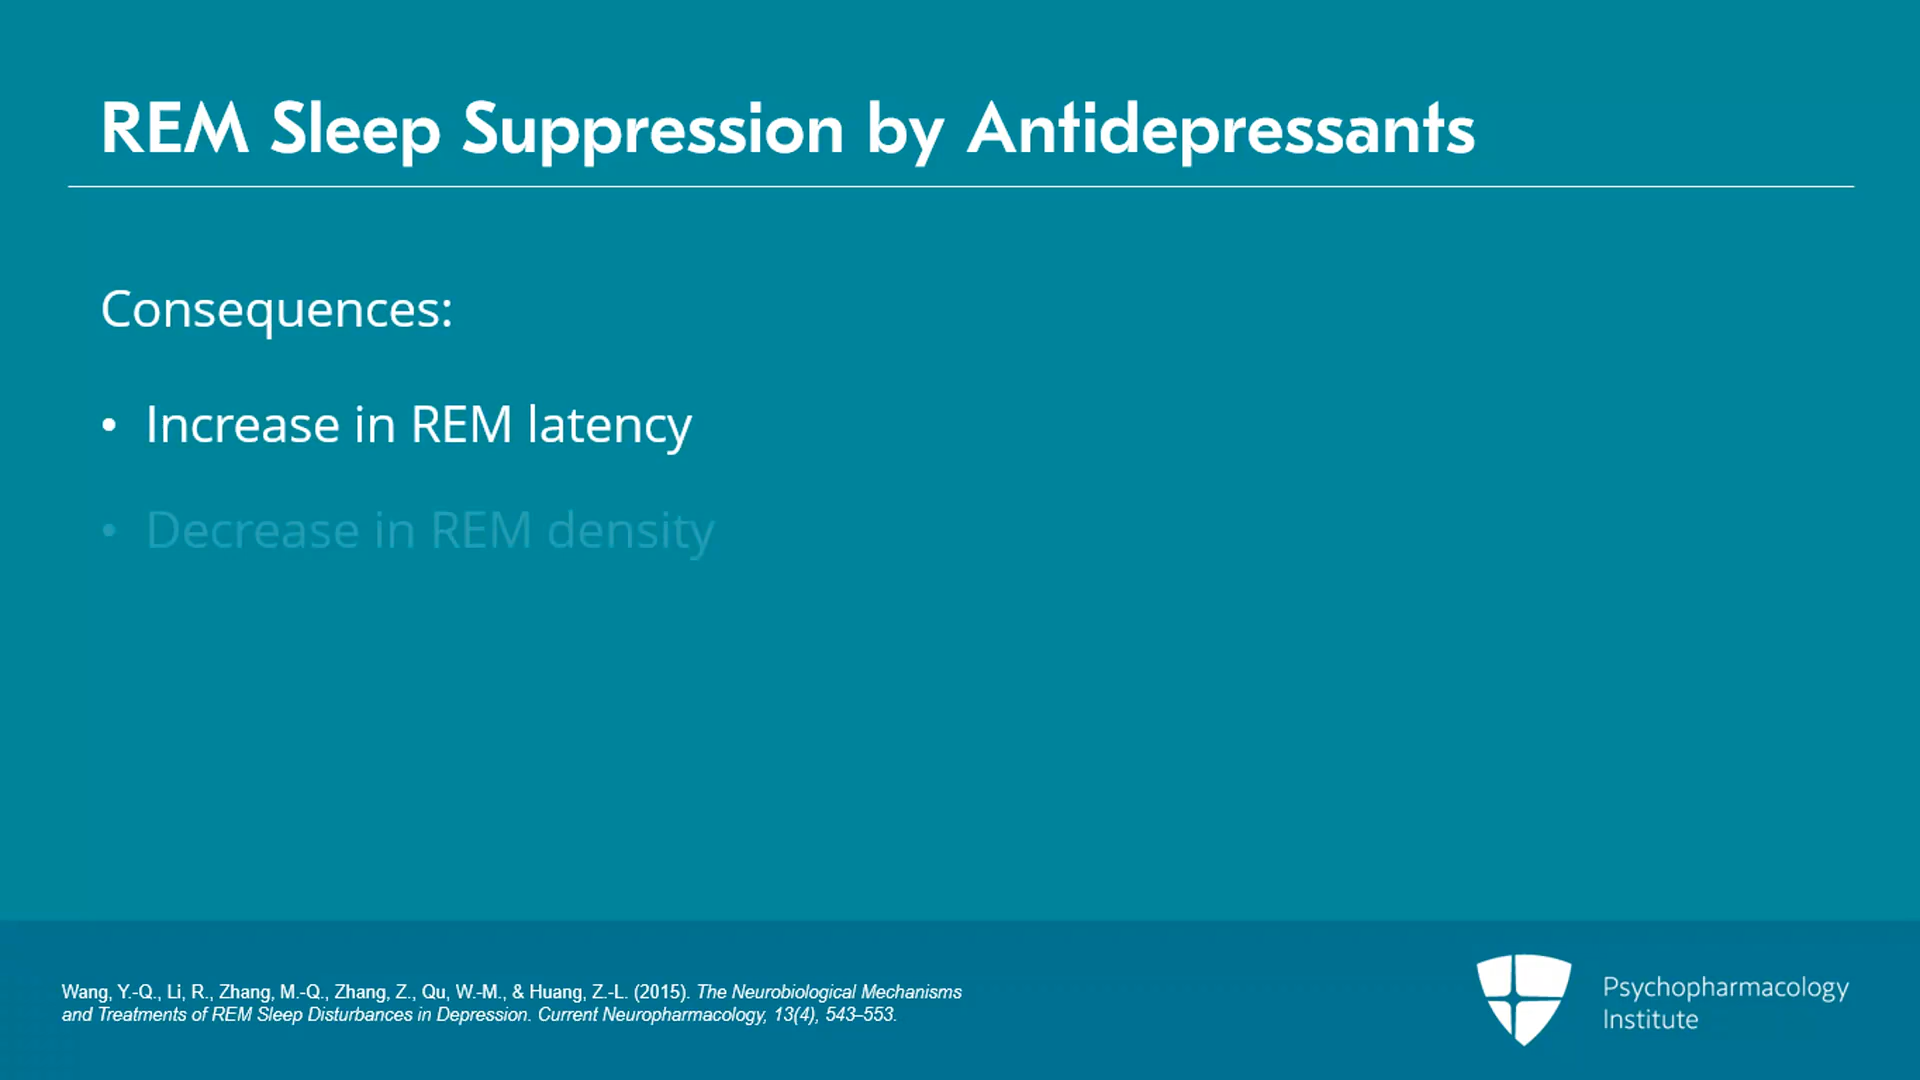 REM Sleep Suppression by Antidepressants
Consequences:
• Increase in REM latency
• Decrease in REM density
Wang, Y.-Q., Li, R., Zhang, M.-Q., Zhang, Z., Qu, W.-M., & Huang, Z.-L. (2015). The Neurobiological Mechanisms
and Treatments of REM Sleep Disturbances in Depression. Current Neuropharmacology, 13(4), 543–553.
Psychopharmacology
Institute